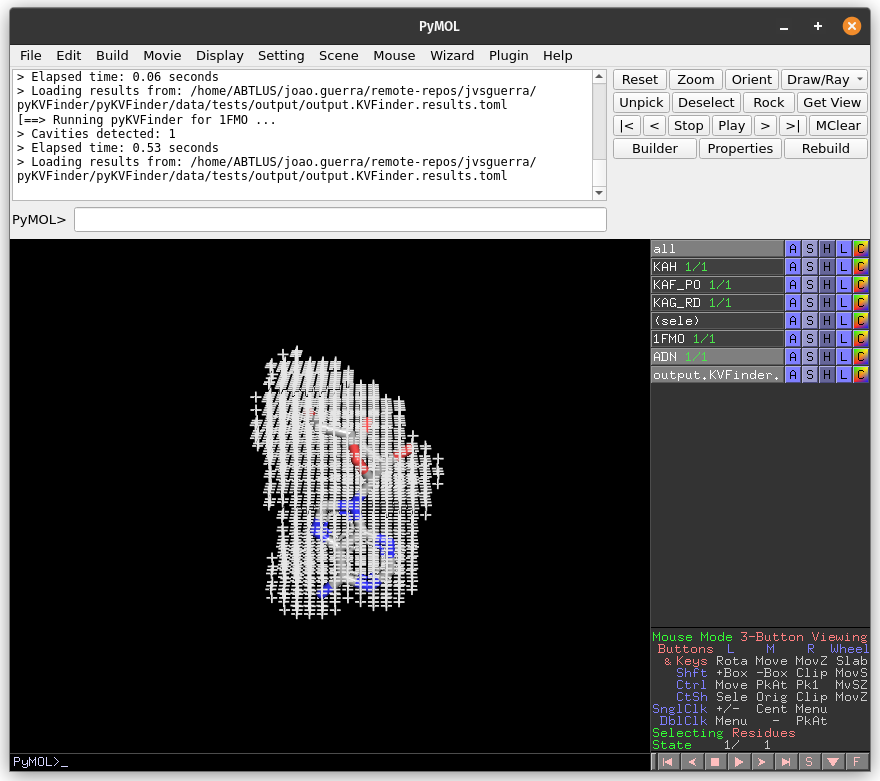 PyMOL
File Edit Build Movie Display Setting Scene Mouse Wizard Plugin Help
> Elapsed time: 0.06 seconds
> Loading results from: /home/ABTLUS/joao.guerra/remote-repos/jvsguerra/
pyKVFinder/pyKVFinder/data/tests/output/output.KVFinder.results.toml
[==> Running pyKVFinder for 1FMO ...
> Cavities detected: 1
> Elapsed time: 0.53 seconds
> Loading results from: /home/ABTLUS/joao.guerra/remote-repos/jvsguerra/
pyKVFinder/pyKVFinder/data/tests/output/output.KVFinder.results.toml
PyMOL>
Reset Zoom Orient Draw/Ray
Unpick Deselect Rock Get View
|< < Stop Play > >| MClear
Builder Properties Rebuild
all A S H L C
KAH 1/1 A S H L C
KAF_PO 1/1 A S H L C
KAG_RD 1/1 A S H L C
(sele) A S H L C
1FMO 1/1 A S H L C
ADN 1/1 A S H L C
output.KVFinder. A S H L C
Mouse Mode 3-Button Viewing
Buttons L M R Wheel
& Keys Rota Move MovZ Slab
Shft +Box -Box Clip MovS
Ctrl Move PkAt Pk1 MvSZ
CtSh Sele Orig Clip MovZ
SnglClk +/- Cent Menu
DblClk Menu - PkAt
Selecting Residues
State 1/ 1
PyMOL>_
S F